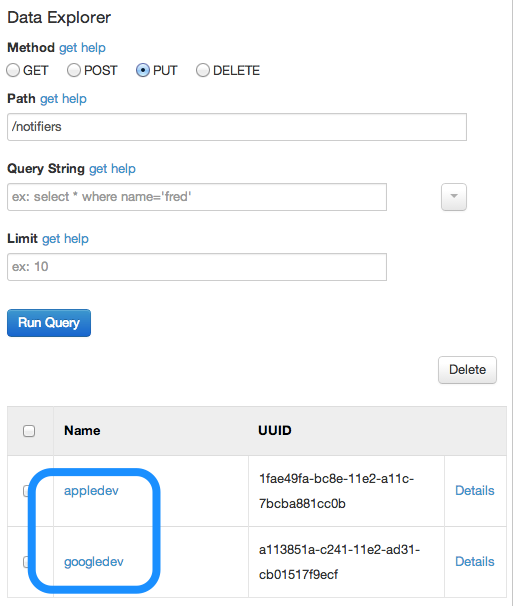 Data Explorer
Method get help
GET POST PUT DELETE
Path get help
/notifiers
Query String get help
ex: select * where name='fred'
Limit get help
ex: 10
Run Query
Delete
Name UUID
appledev 1fae49fa-bc8e-11e2-a11c-7bcba881cc0b Details
googledev a113851a-c241-11e2-ad31-cb01517f9ecf Details